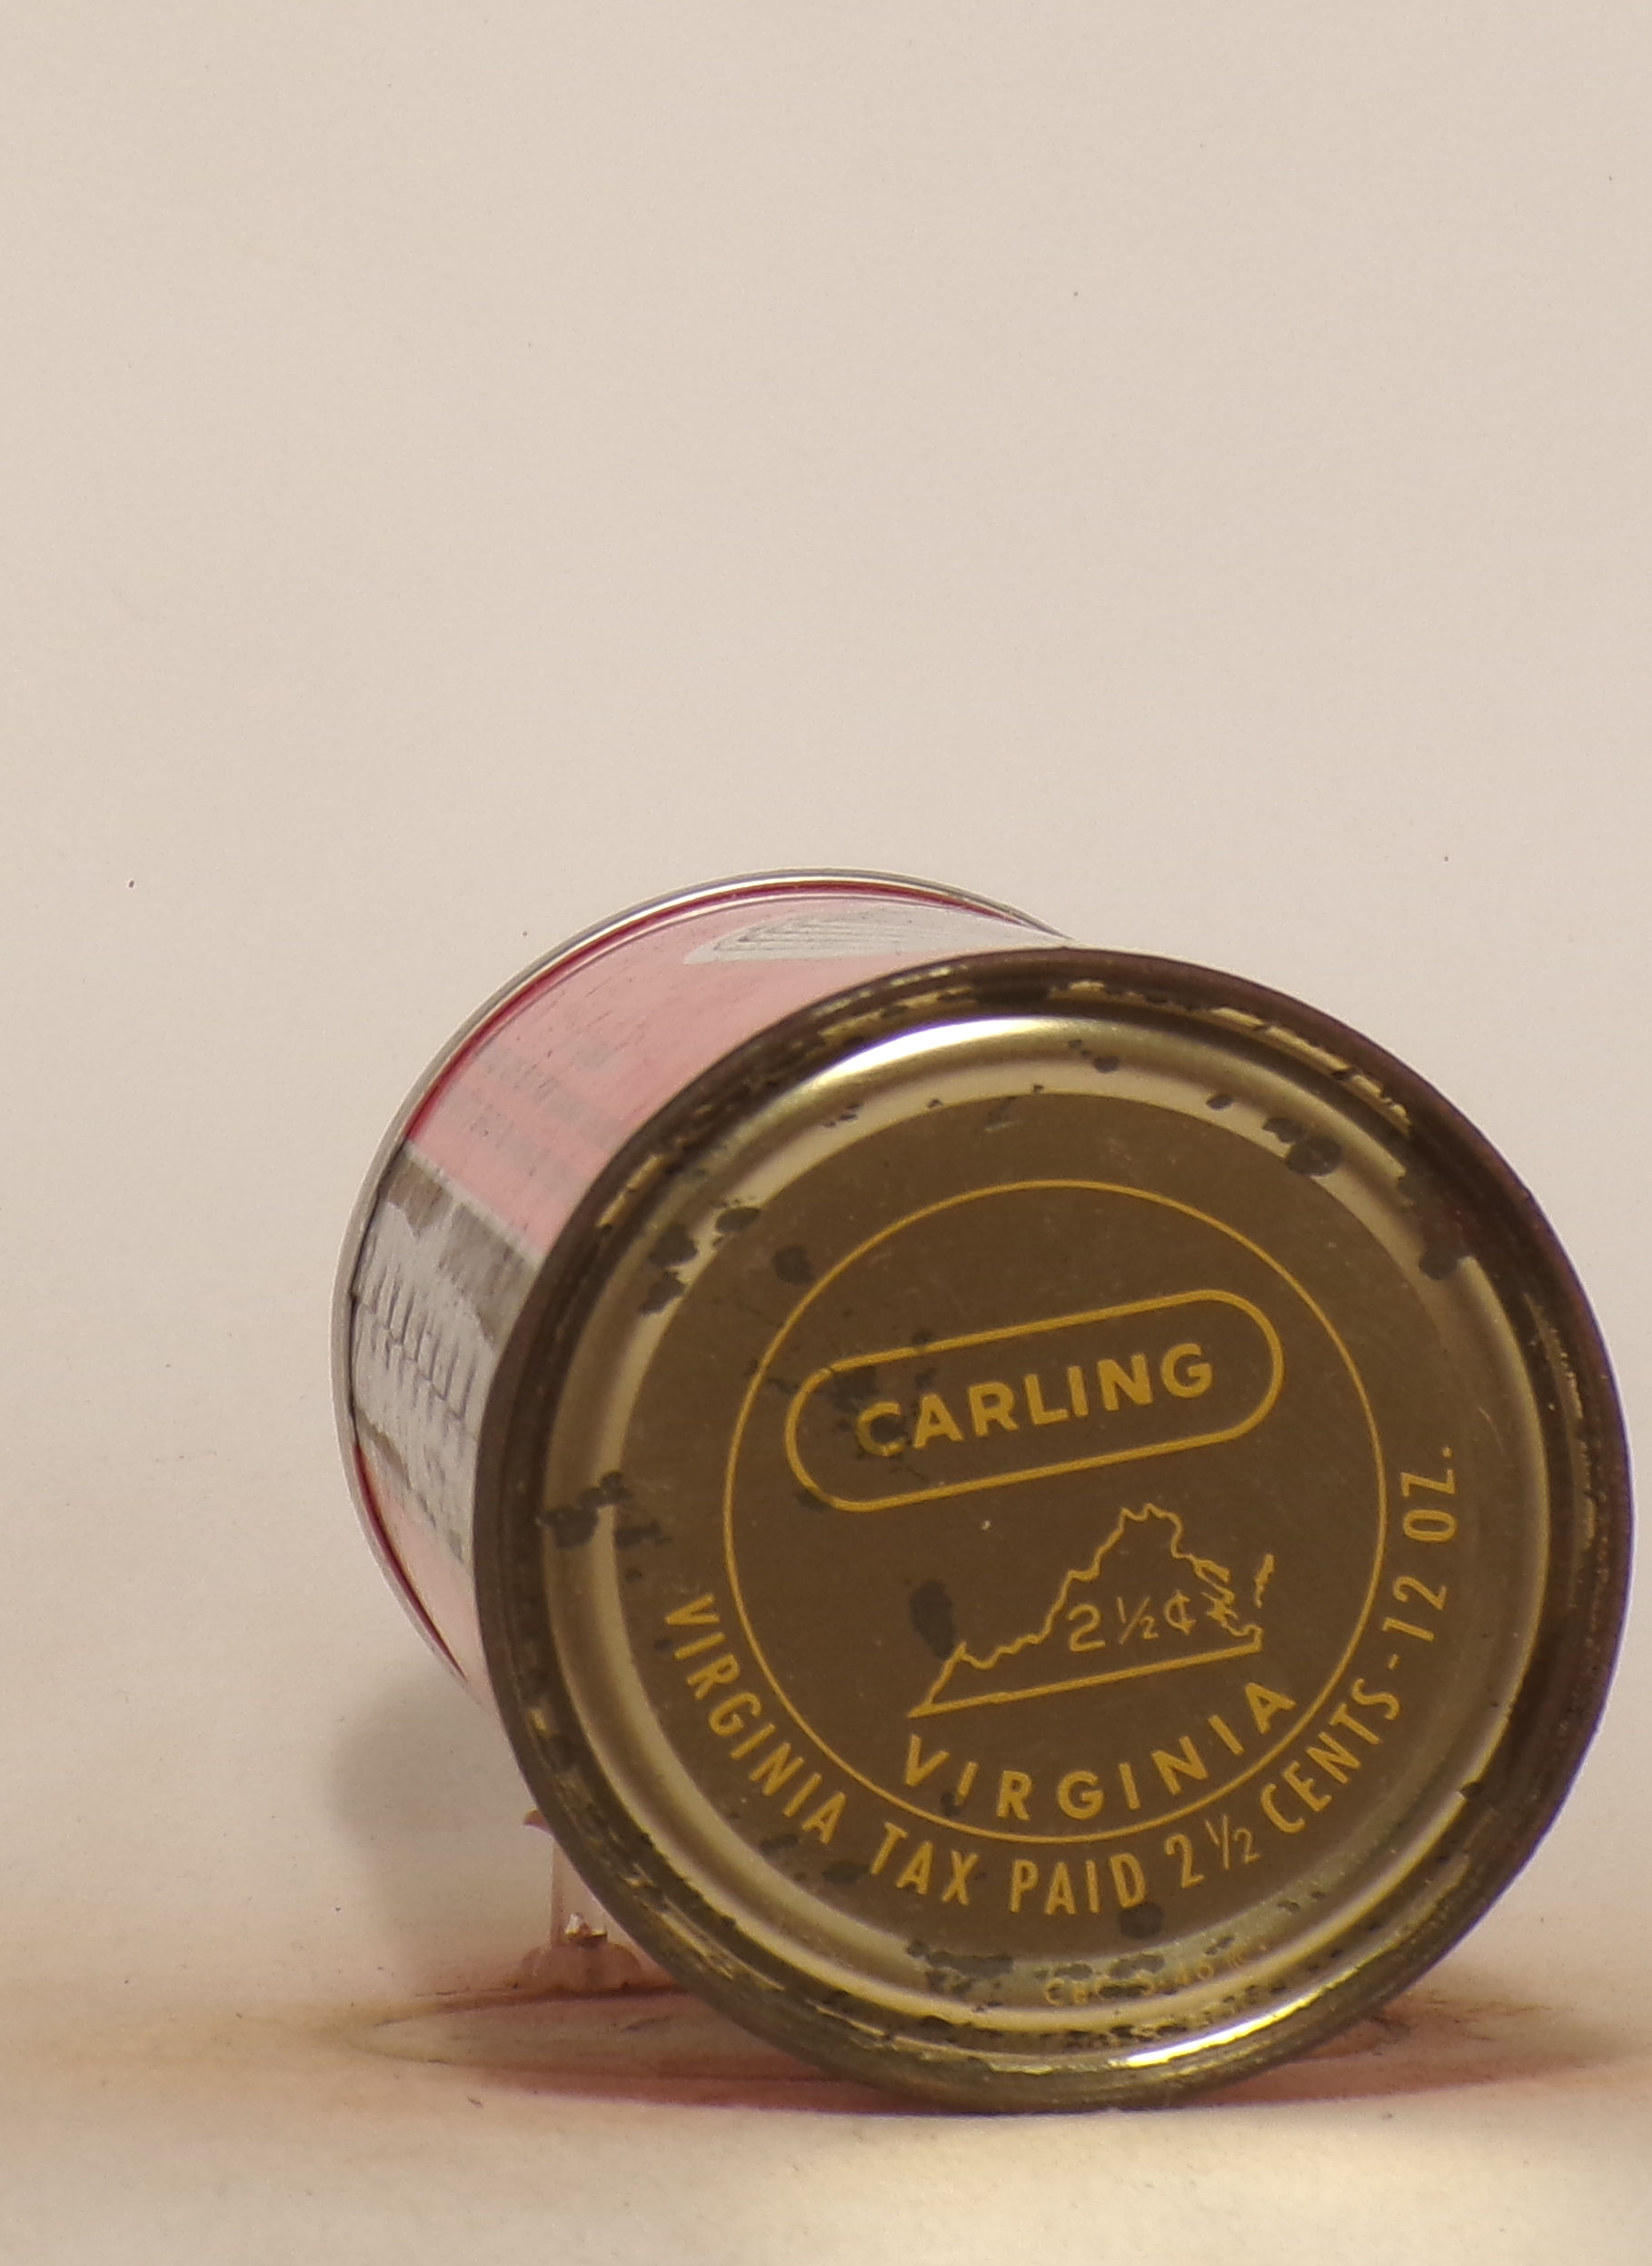 CARLING
2½¢
VIRGINIA
VIRGINIA TAX PAID 2½ CENTS-12 OZ.